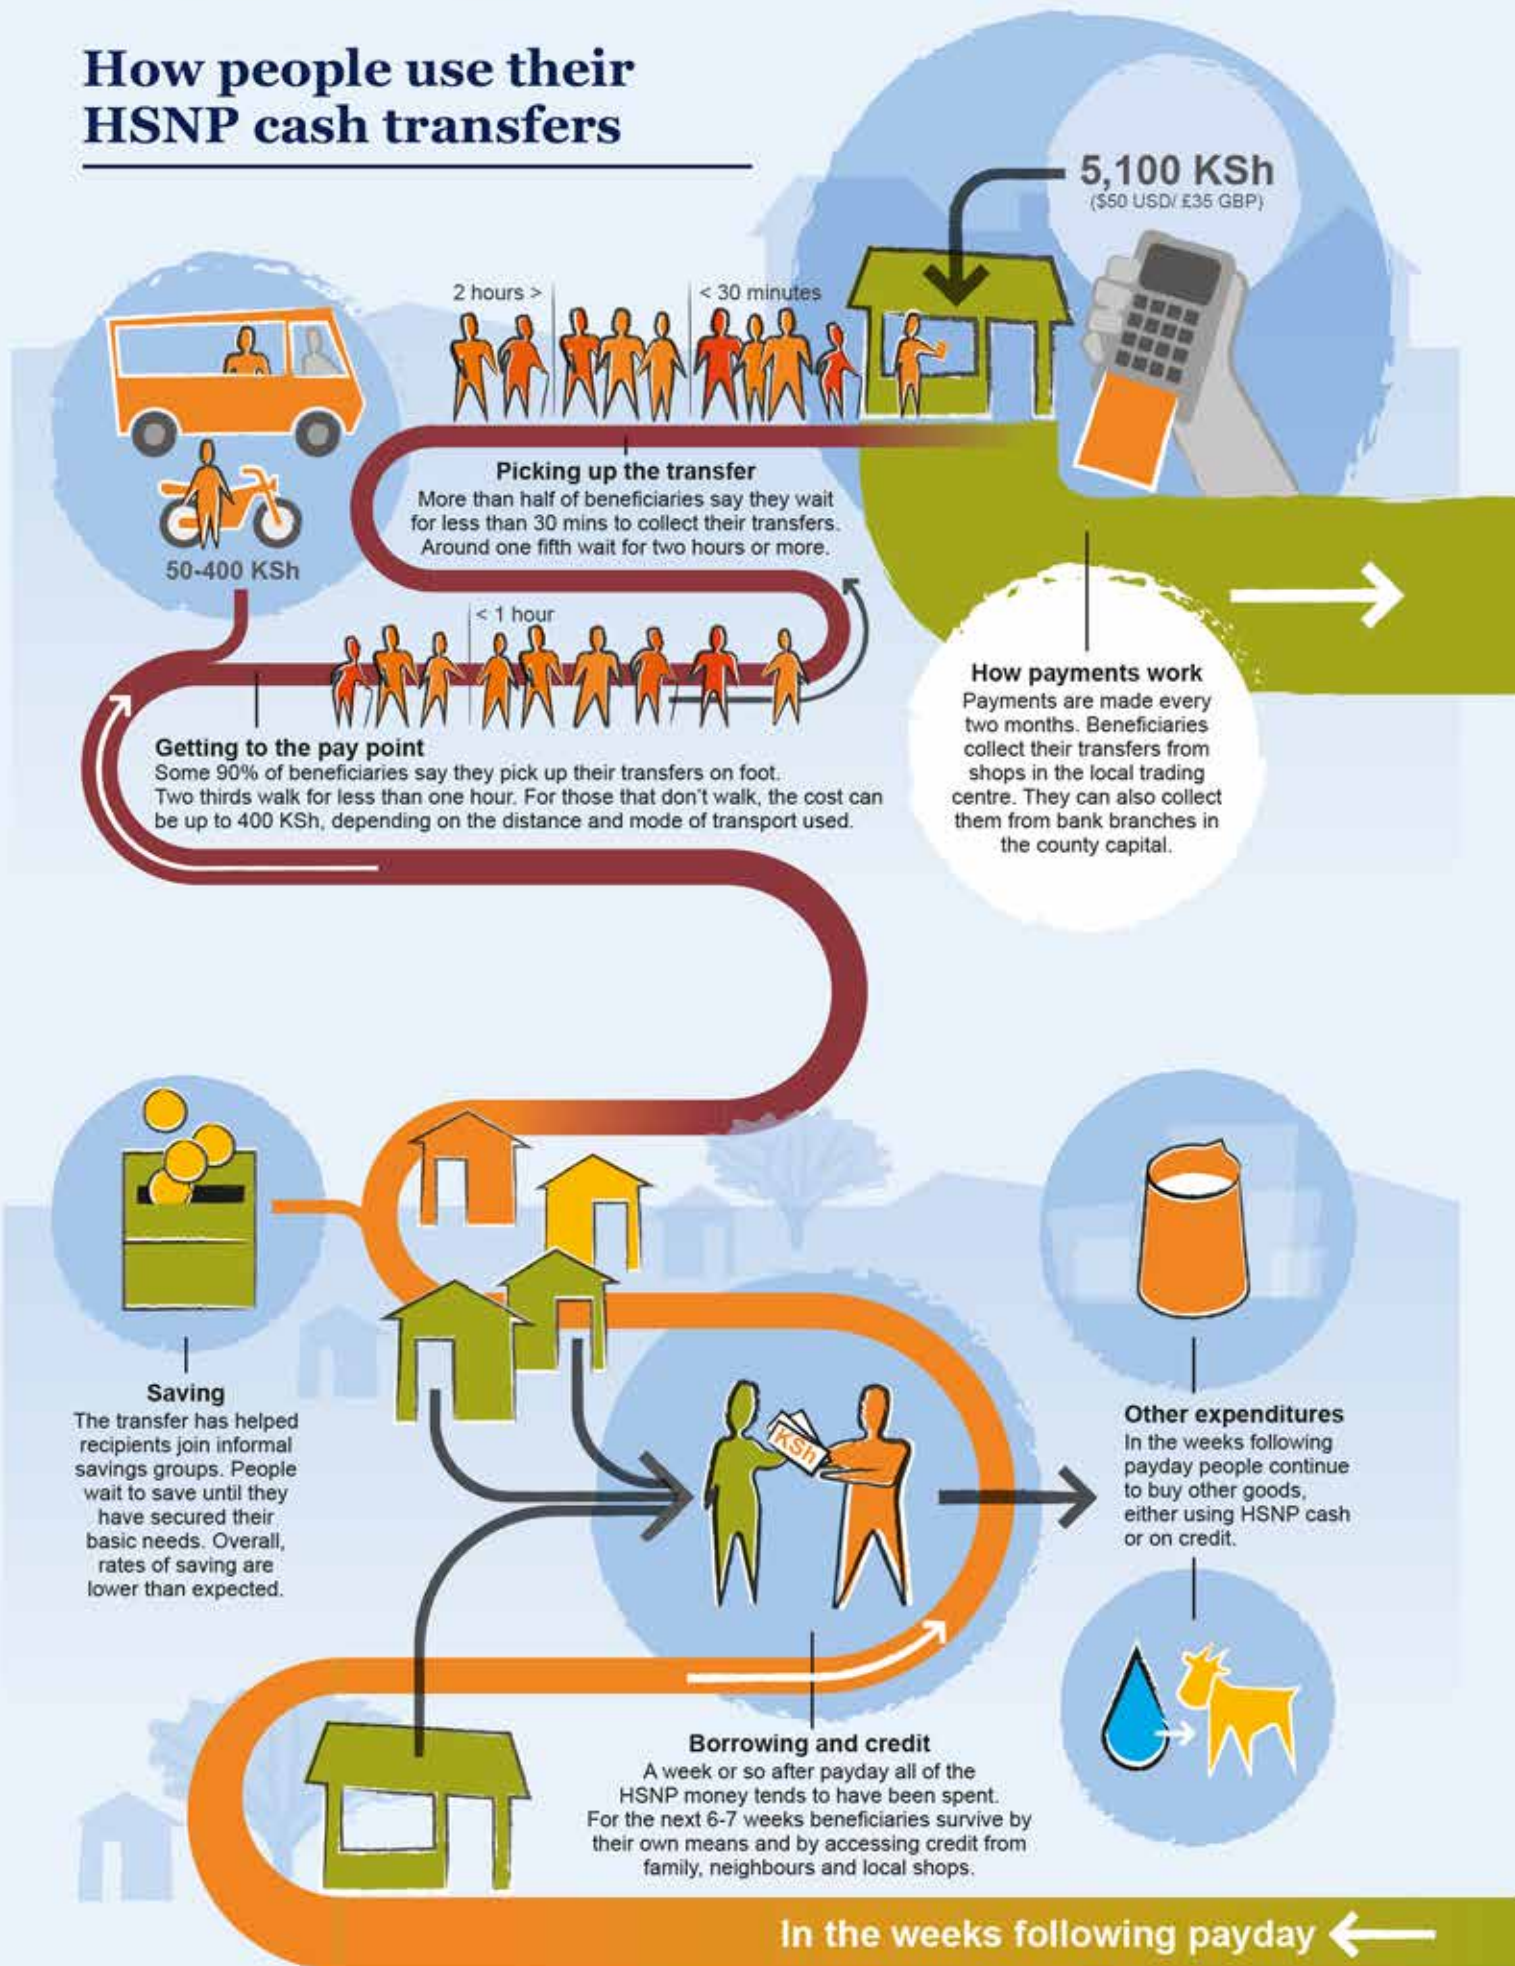 How people use their
HSNP cash transfers
5,100 KSh
($50 USD/ £35 GBP)
2 hours >
< 30 minutes
Picking up the transfer
More than half of beneficiaries say they wait
for less than 30 mins to collect their transfers.
Around one fifth wait for two hours or more.
50-400 KSh
< 1 hour
Getting to the pay point
Some 90% of beneficiaries say they pick up their transfers on foot.
Two thirds walk for less than one hour. For those that don't walk, the cost can
be up to 400 KSh, depending on the distance and mode of transport used.
How payments work
Payments are made every
two months. Beneficiaries
collect their transfers from
shops in the local trading
centre. They can also collect
them from bank branches in
the county capital.
Saving
The transfer has helped
recipients join informal
savings groups. People
wait to save until they
have secured their
basic needs. Overall,
rates of saving are
lower than expected.
KSh
Other expenditures
In the weeks following
payday people continue
to buy other goods,
either using HSNP cash
or on credit.
Borrowing and credit
A week or so after payday all of the
HSNP money tends to have been spent.
For the next 6-7 weeks beneficiaries survive by
their own means and by accessing credit from
family, neighbours and local shops.
In the weeks following payday